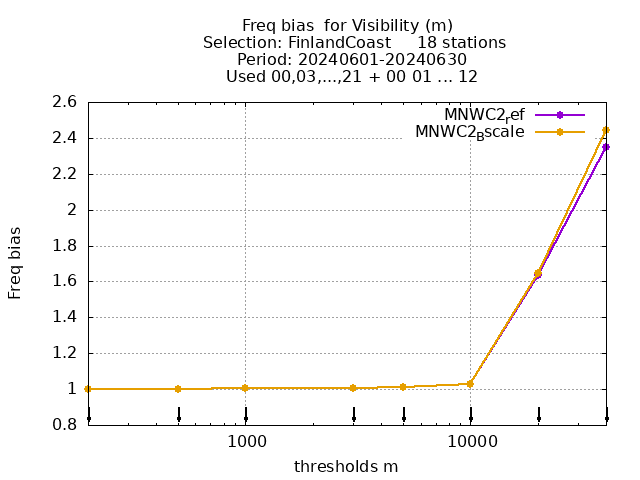 Freq bias  for Visibility (m)
Selection: FinlandCoast     18 stations
Period: 20240601-20240630
Used 00,03,...,21 + 00 01 ... 12
MNWC2ref
MNWC2Bscale
2.6
2.4
2.2
2
1.8
1.6
1.4
1.2
1
0.8
Freq bias
1000
10000
thresholds m